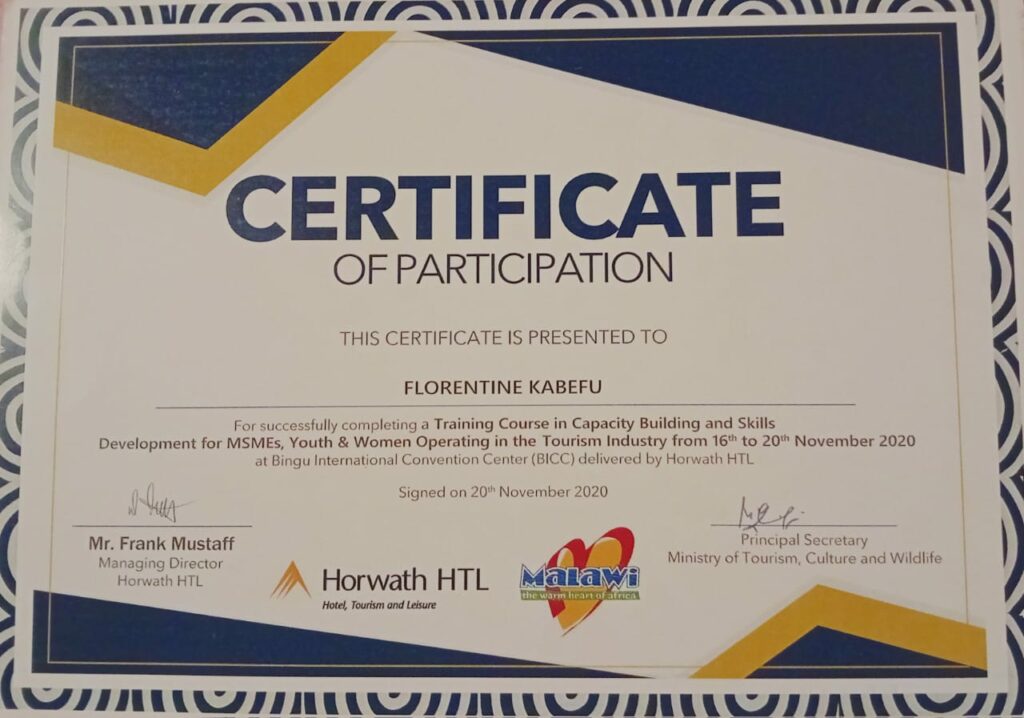 CERTIFICATE
OF PARTICIPATION
THIS CERTIFICATE IS PRESENTED TO
FLORENTINE KABEFU
For successfully completing a Training Course in Capacity Building and Skills
Development for MSMEs, Youth & Women Operating in the Tourism Industry from 16th to 20th November 2020
at Bingu International Convention Center (BICC) delivered by Horwath HTL
Signed on 20th November 2020
Mr. Frank Mustaff
Managing Director
Horwath HTL
Horwath HTL
Hotel, Tourism and Leisure
MaLaWi
the warm heart of africa
Principal Secretary
Ministry of Tourism, Culture and Wildlife